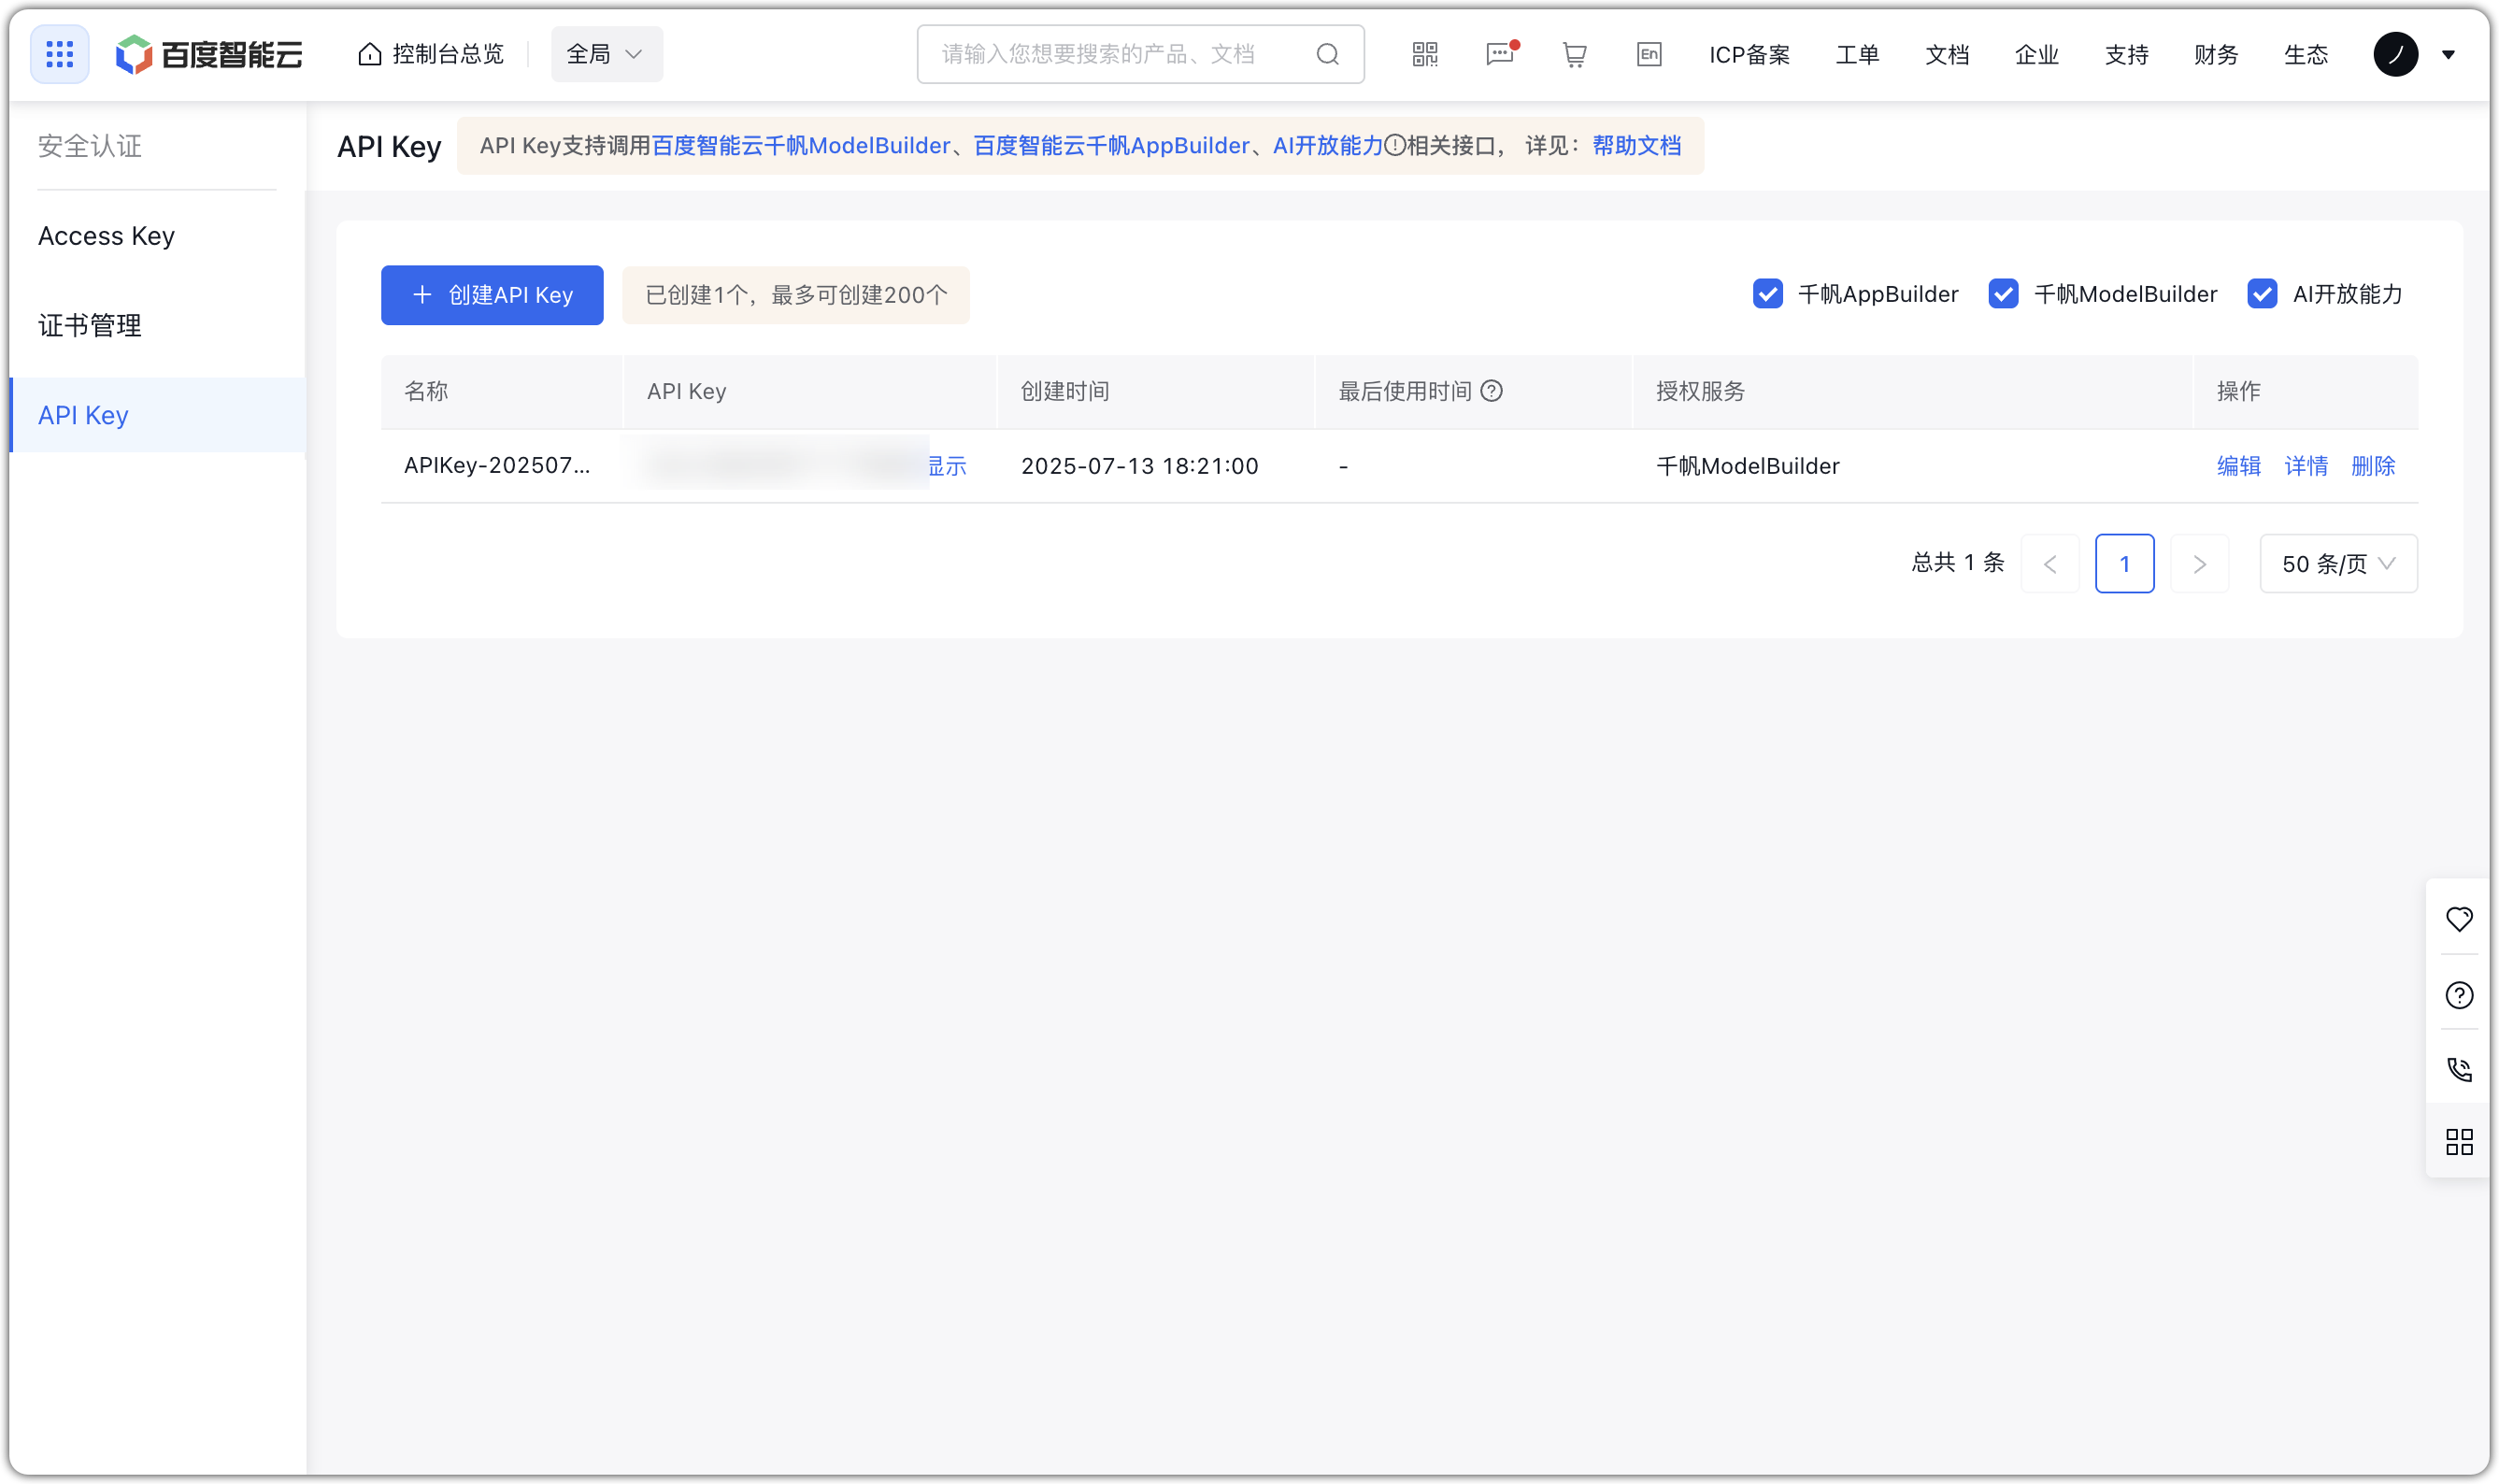 百度智能云 控制台总览 全局 请输入您想要搜索的产品、文档 En ICP备案 工单 文档 企业 支持 财务 生态
安全认证
Access Key
证书管理
API Key
API Key API Key支持调用百度智能云千帆ModelBuilder、百度智能云千帆AppBuilder、AI开放能力相关接口， 详见：帮助文档
创建API Key 已创建1个，最多可创建200个 千帆AppBuilder 千帆ModelBuilder AI开放能力
名称 API Key 创建时间 最后使用时间 授权服务 操作
APIKey-202507... 显示 2025-07-13 18:21:00 - 千帆ModelBuilder 编辑 详情 删除
总共 1 条 < 1 > 50 条/页